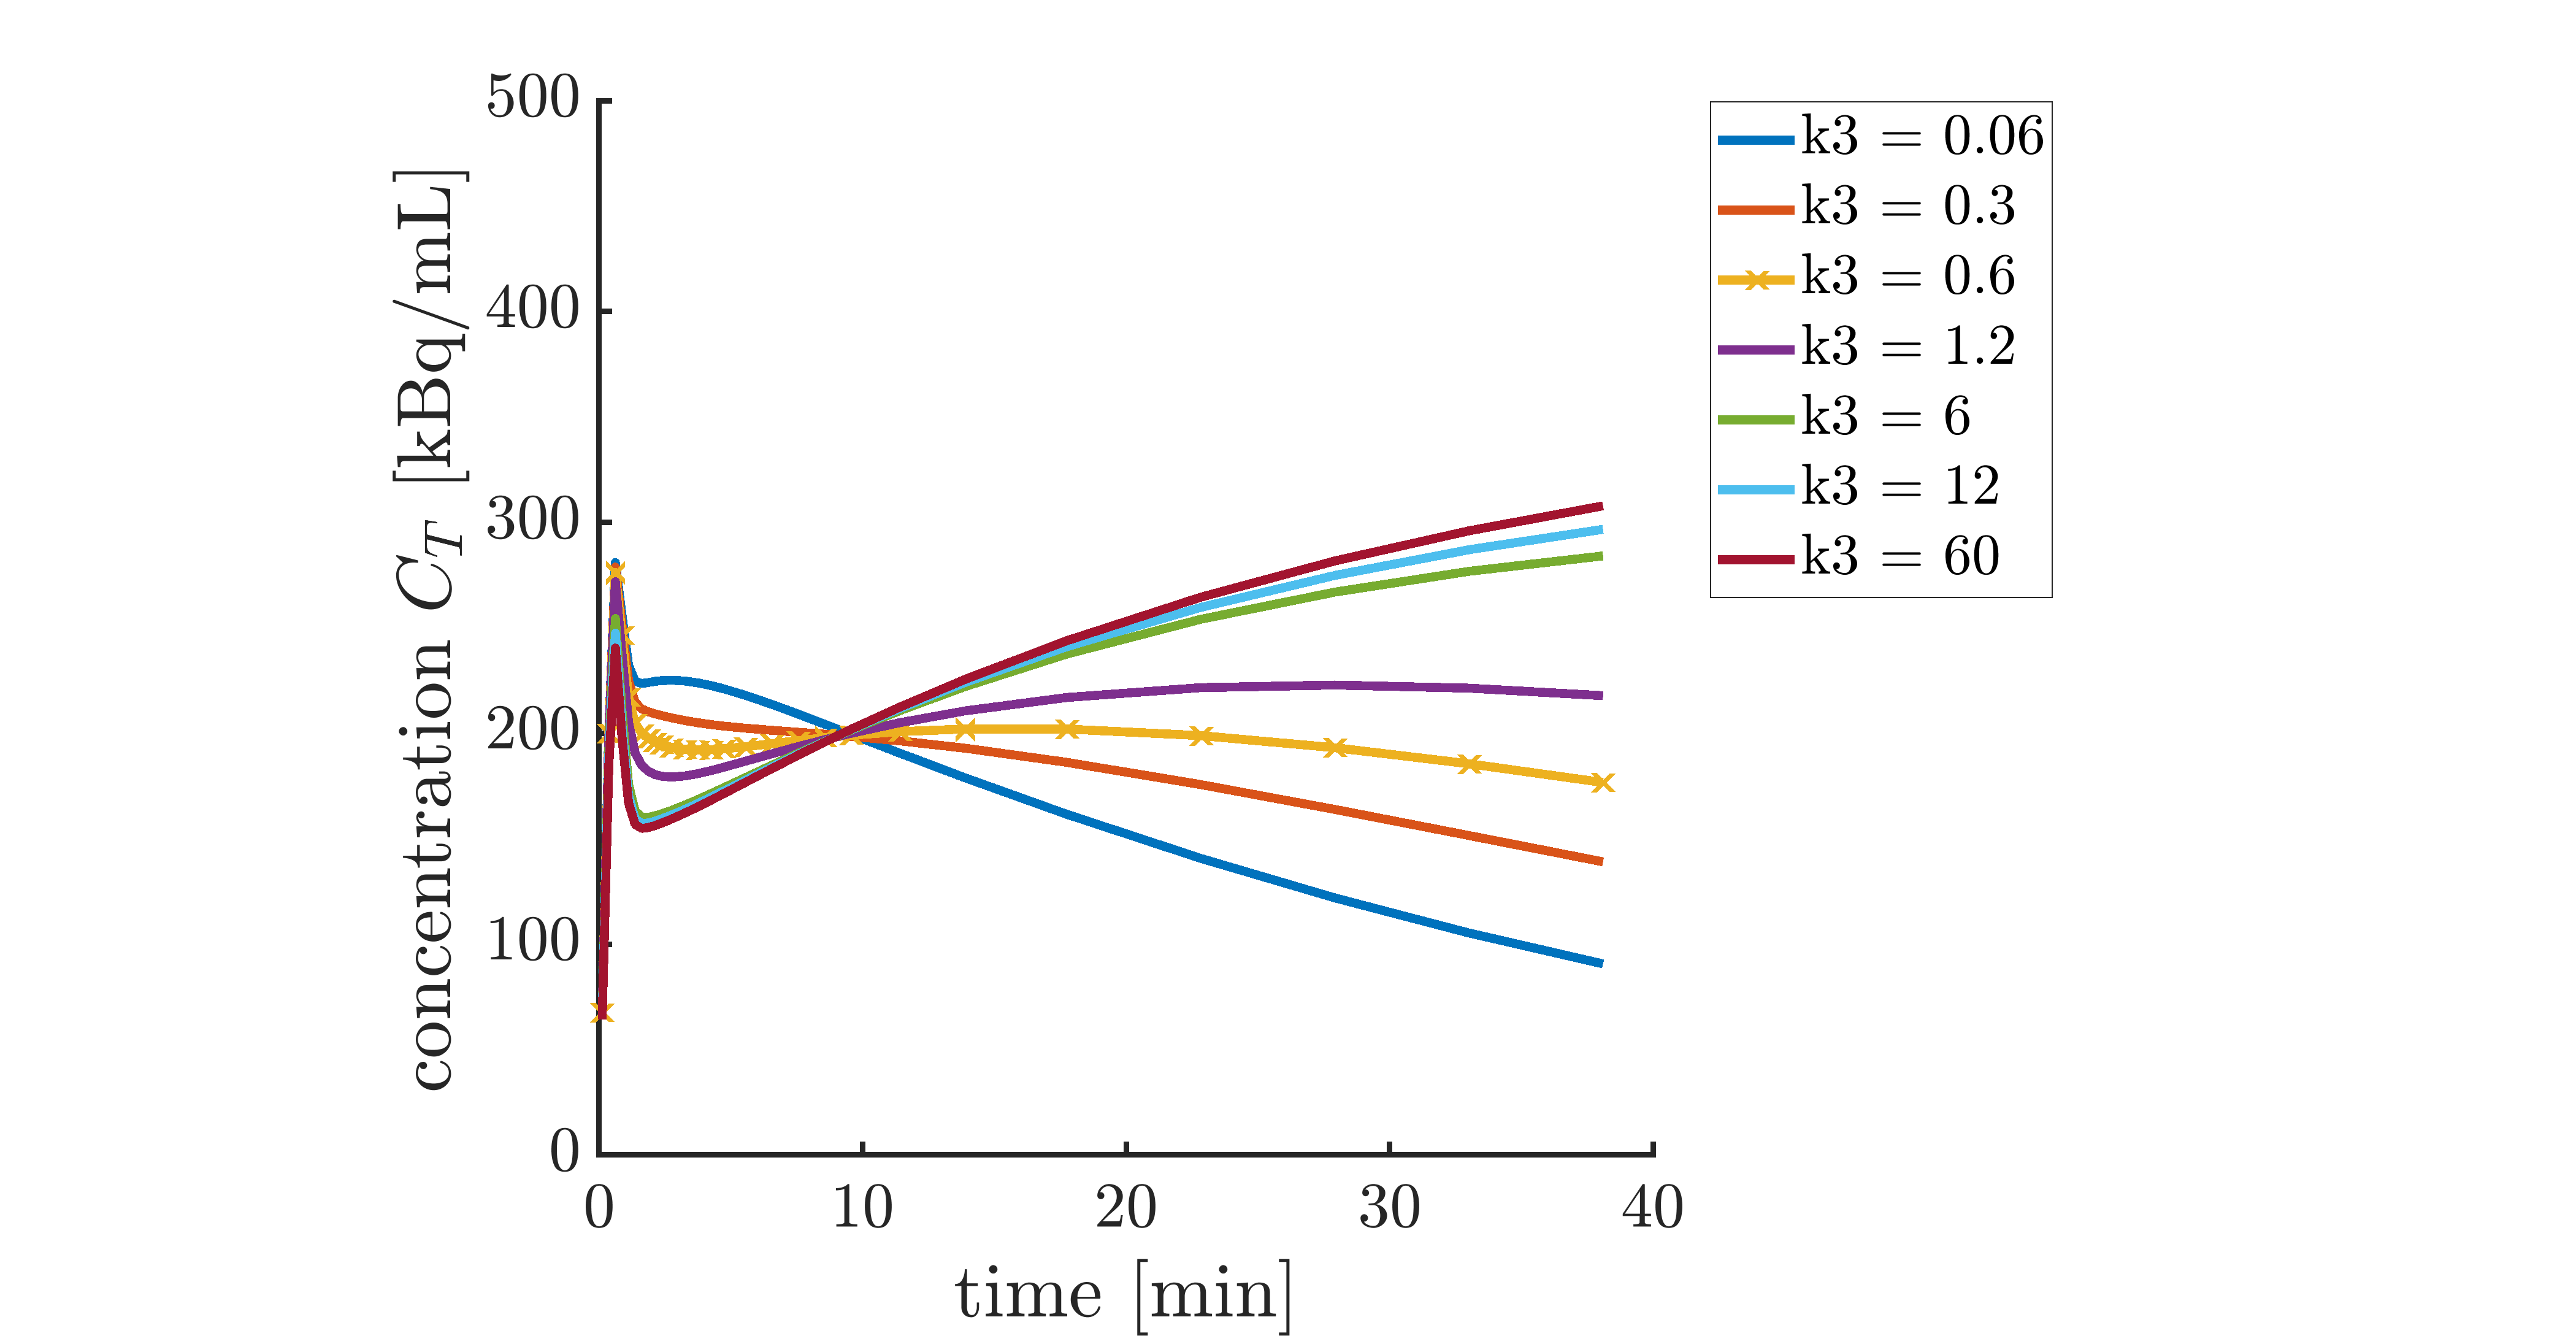 concentration C_T [kBq/mL]
500
400
300
200
100
0
0 10 20 30 40
time [min]
k3 = 0.06
k3 = 0.3
k3 = 0.6
k3 = 1.2
k3 = 6
k3 = 12
k3 = 60